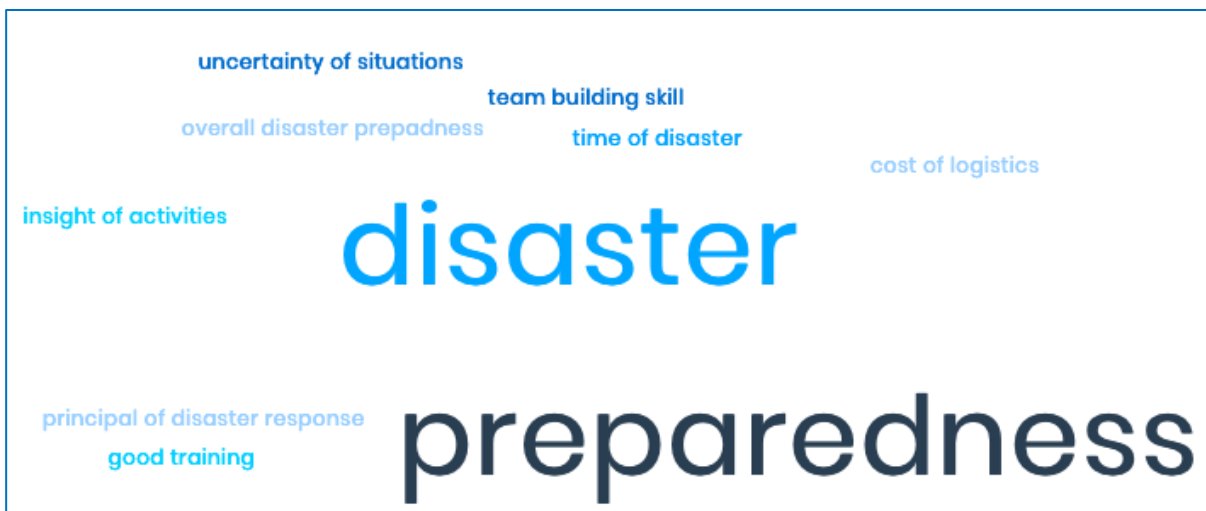 uncertainty of situations
team building skill
overall disaster prepadness
time of disaster
cost of logistics
insight of activities
disaster
principal of disaster response
good training
preparedness